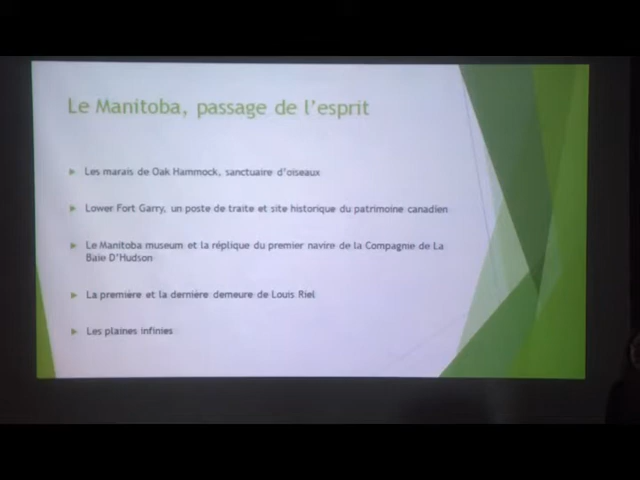 Le Manitoba, passage de l'esprit
Les marais de Oak Hammock, sanctuaire d'oiseaux
Lower Fort Garry, un poste de traite et site historique du patrimoine canadien
Le Manitoba museum et la réplique du premier navire de la Compagnie de La
Baie D'Hudson
La première et la dernière demeure de Louis Riel
Les plaines infinies